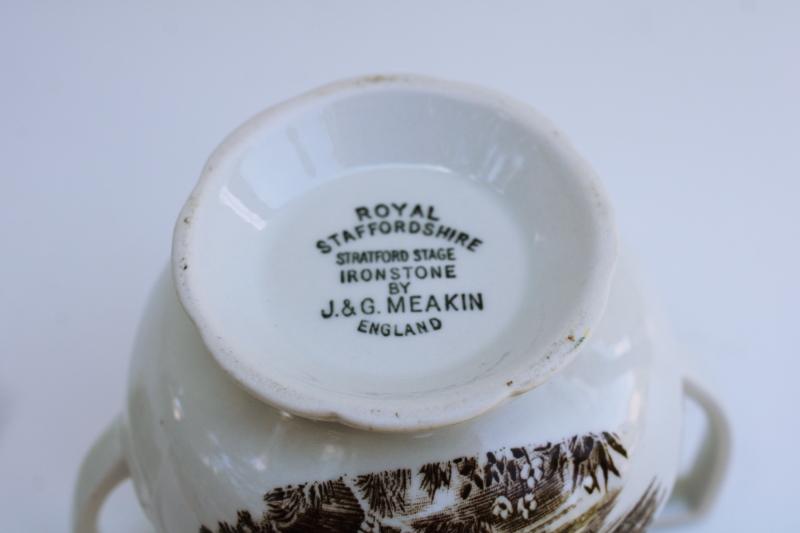 ROYAL
STAFFORDSHIRE
STRATFORD STAGE
IRONSTONE
BY
J.&G. MEAKIN
ENGLAND